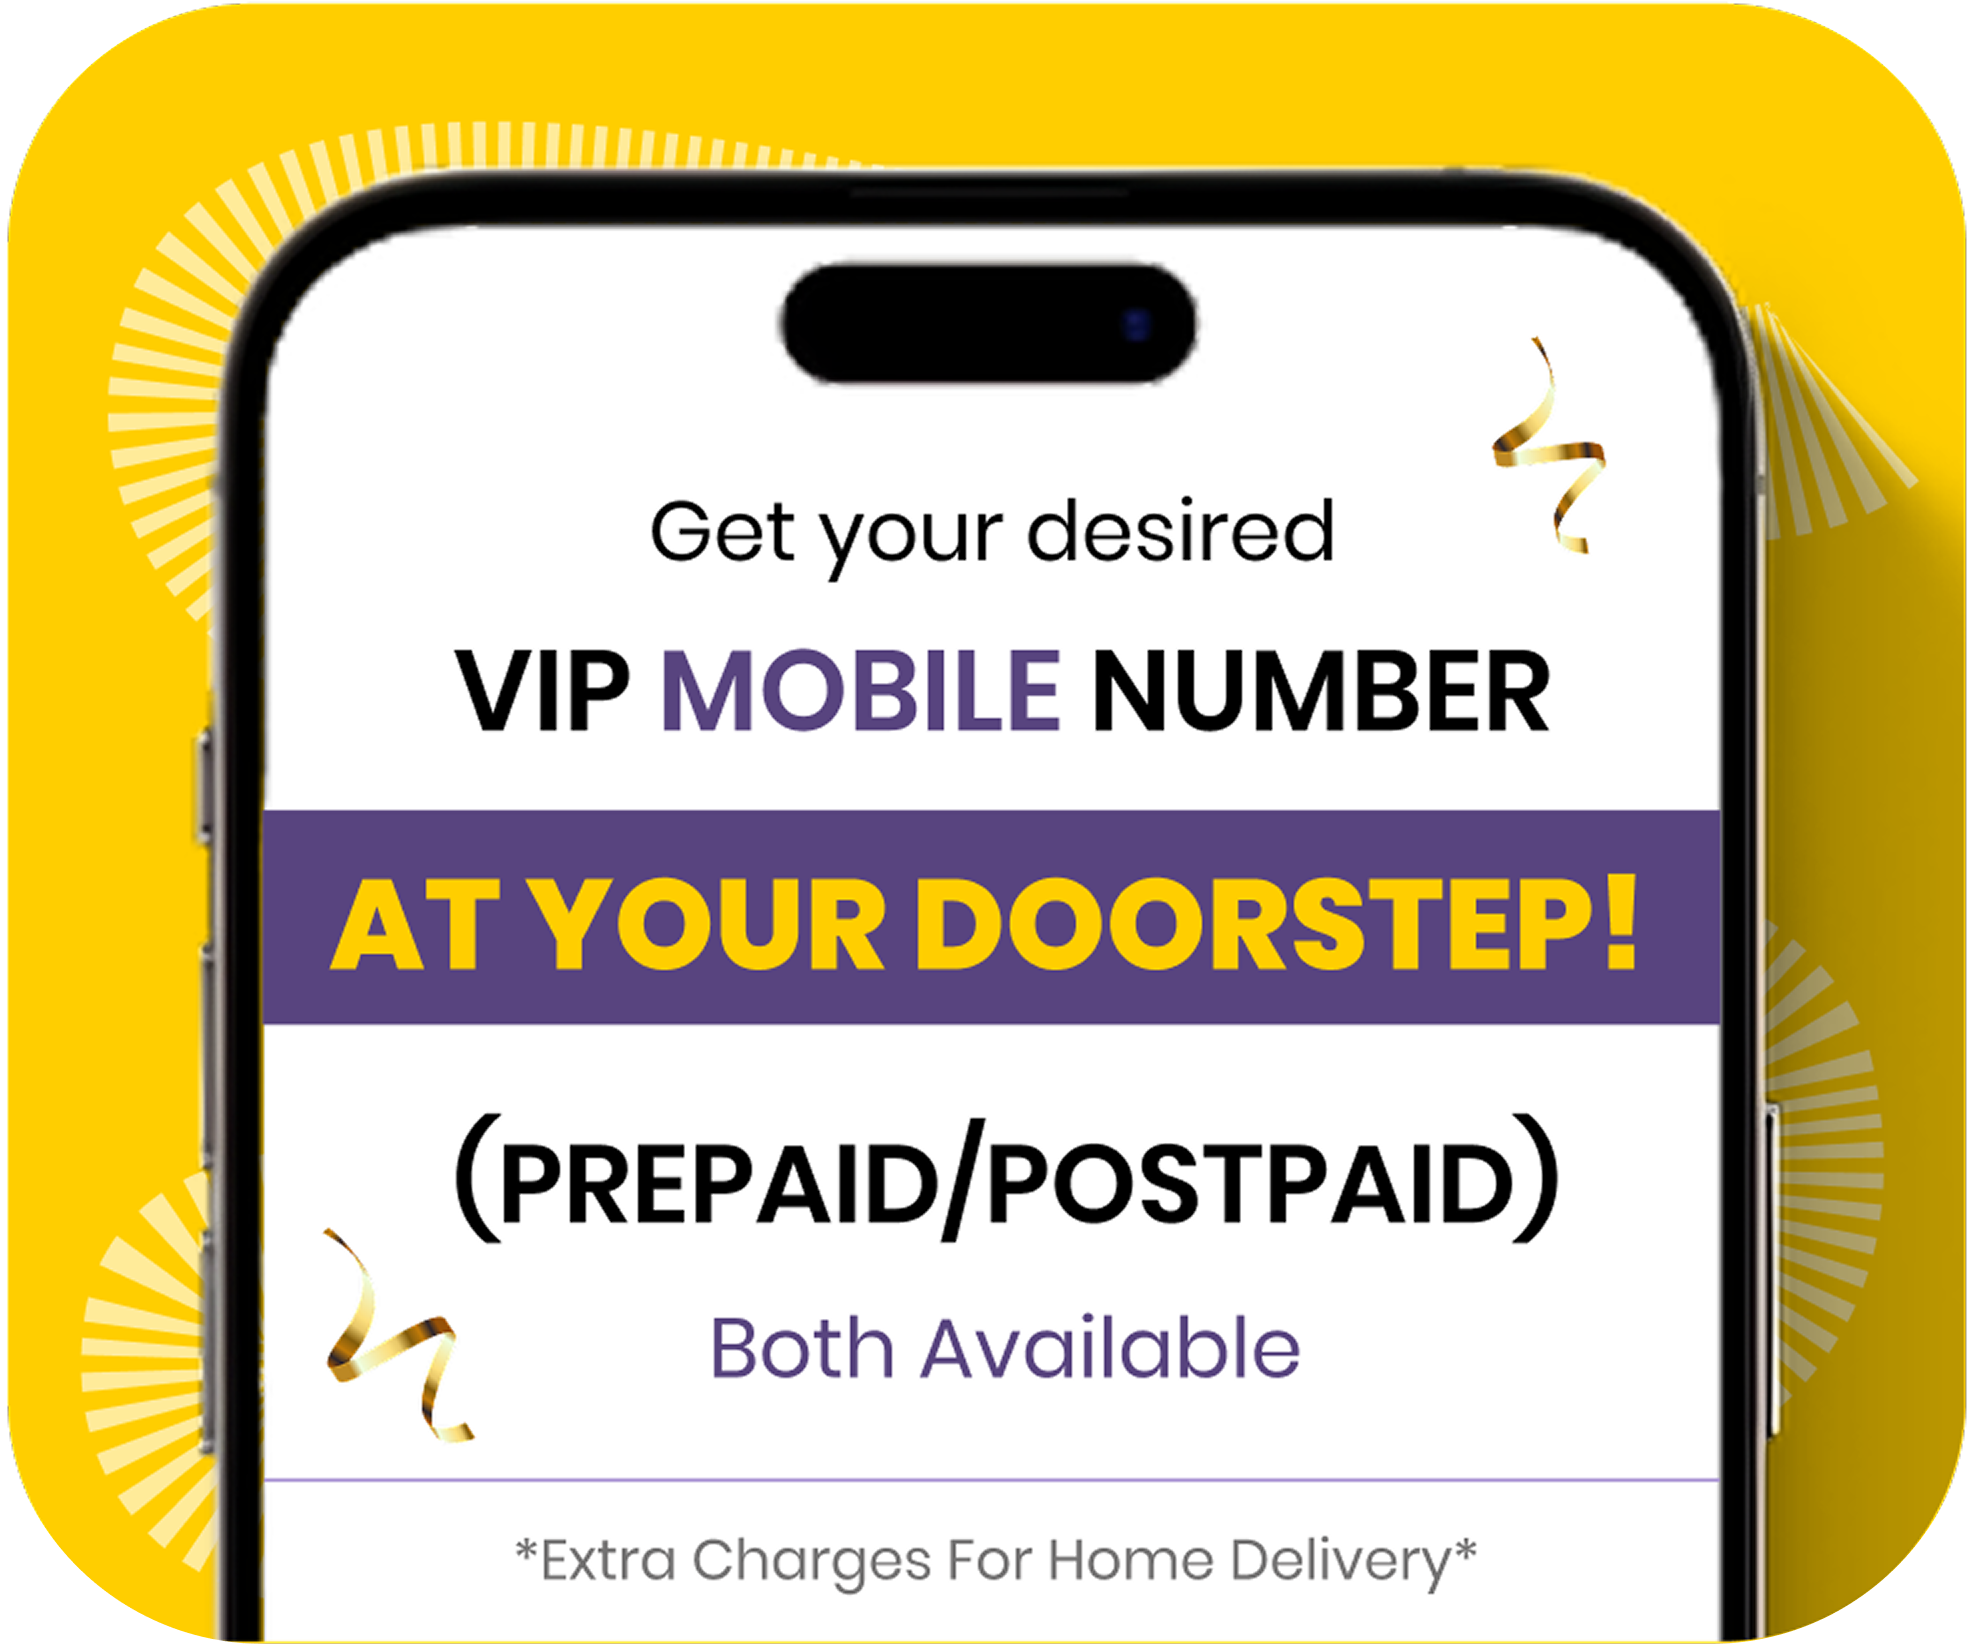 Get your desired
VIP MOBILE NUMBER
AT YOUR DOORSTEP!
(PREPAID/POSTPAID)
Both Available
*Extra Charges For Home Delivery*